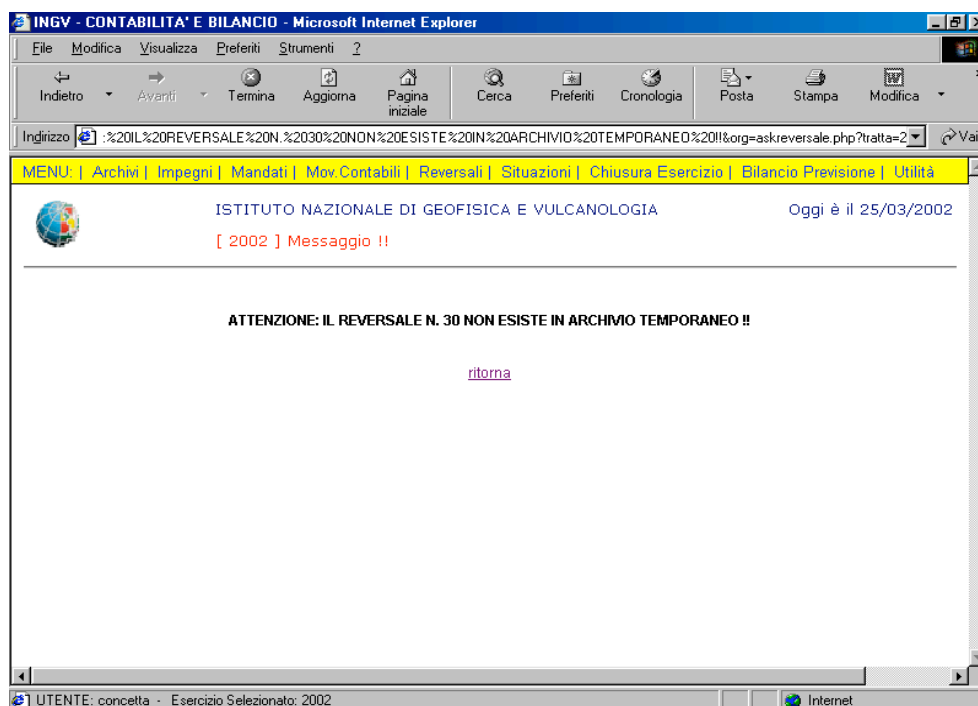 INGV - CONTABILITA' E BILANCIO - Microsoft Internet Explorer
File Modifica Visualizza Preferiti Strumenti ?
Indietro Avanti Termina Aggiorna Pagina iniziale Cerca Preferiti Cronologia Posta Stampa Modifica
Indirizzo :%20IL%20REVERSALE%20N.%2030%20NON%20ESISTE%20IN%20ARCHIVIO%20TEMPORANEO%20!!&org=askreversale.php?tratta=2 Vai
MENU: | Archivi | Impegni | Mandati | Mov.Contabili | Reversali | Situazioni | Chiusura Esercizio | Bilancio Previsione | Utilità
ISTITUTO NAZIONALE DI GEOFISICA E VULCANOLOGIA Oggi è il 25/03/2002
[ 2002 ] Messaggio !!
ATTENZIONE: IL REVERSALE N. 30 NON ESISTE IN ARCHIVIO TEMPORANEO !!
ritorna
UTENTE: concetta - Esercizio Selezionato: 2002 Internet